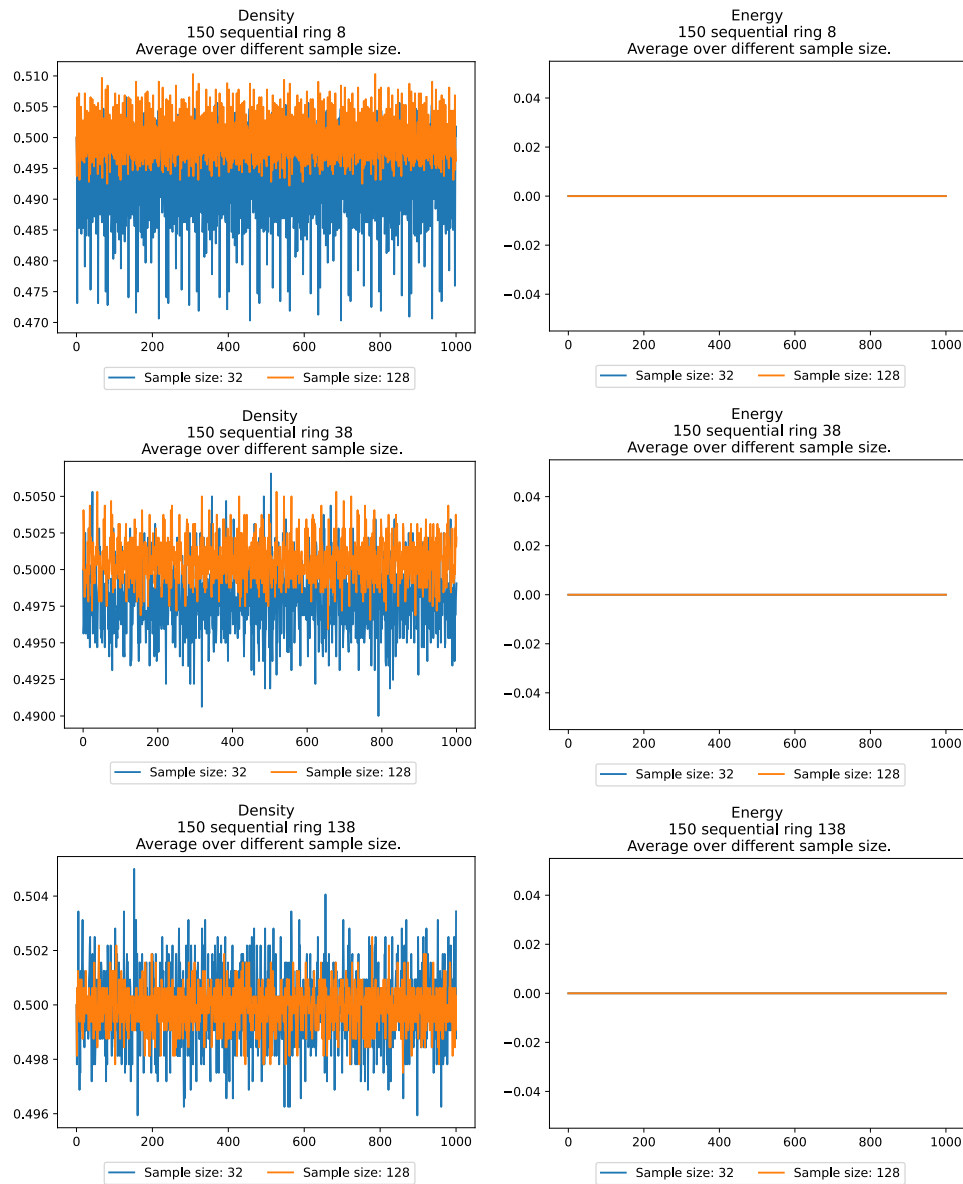 Density
150 sequential ring 8
Average over different sample size.
0.510
0.505
0.500
0.495
0.490
0.485
0.480
0.475
0.470
0 200 400 600 800 1000
Sample size: 32 Sample size: 128
Energy
150 sequential ring 8
Average over different sample size.
0.04
0.02
0.00
−0.02
−0.04
0 200 400 600 800 1000
Sample size: 32 Sample size: 128
Density
150 sequential ring 38
Average over different sample size.
0.5050
0.5025
0.5000
0.4975
0.4950
0.4925
0.4900
0 200 400 600 800 1000
Sample size: 32 Sample size: 128
Energy
150 sequential ring 38
Average over different sample size.
0.04
0.02
0.00
−0.02
−0.04
0 200 400 600 800 1000
Sample size: 32 Sample size: 128
Density
150 sequential ring 138
Average over different sample size.
0.504
0.502
0.500
0.498
0.496
0 200 400 600 800 1000
Sample size: 32 Sample size: 128
Energy
150 sequential ring 138
Average over different sample size.
0.04
0.02
0.00
−0.02
−0.04
0 200 400 600 800 1000
Sample size: 32 Sample size: 128